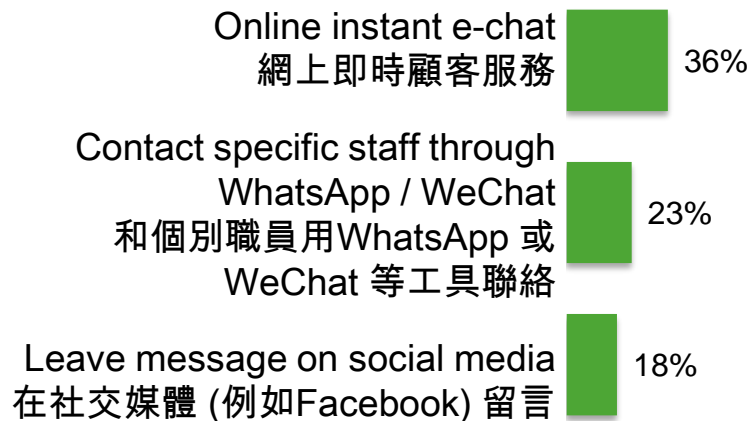 Online instant e-chat
網上即時顧客服務
36%
Contact specific staff through
WhatsApp / WeChat
和個別職員用WhatsApp 或
WeChat 等工具聯絡
23%
Leave message on social media
在社交媒體 (例如Facebook) 留言
18%